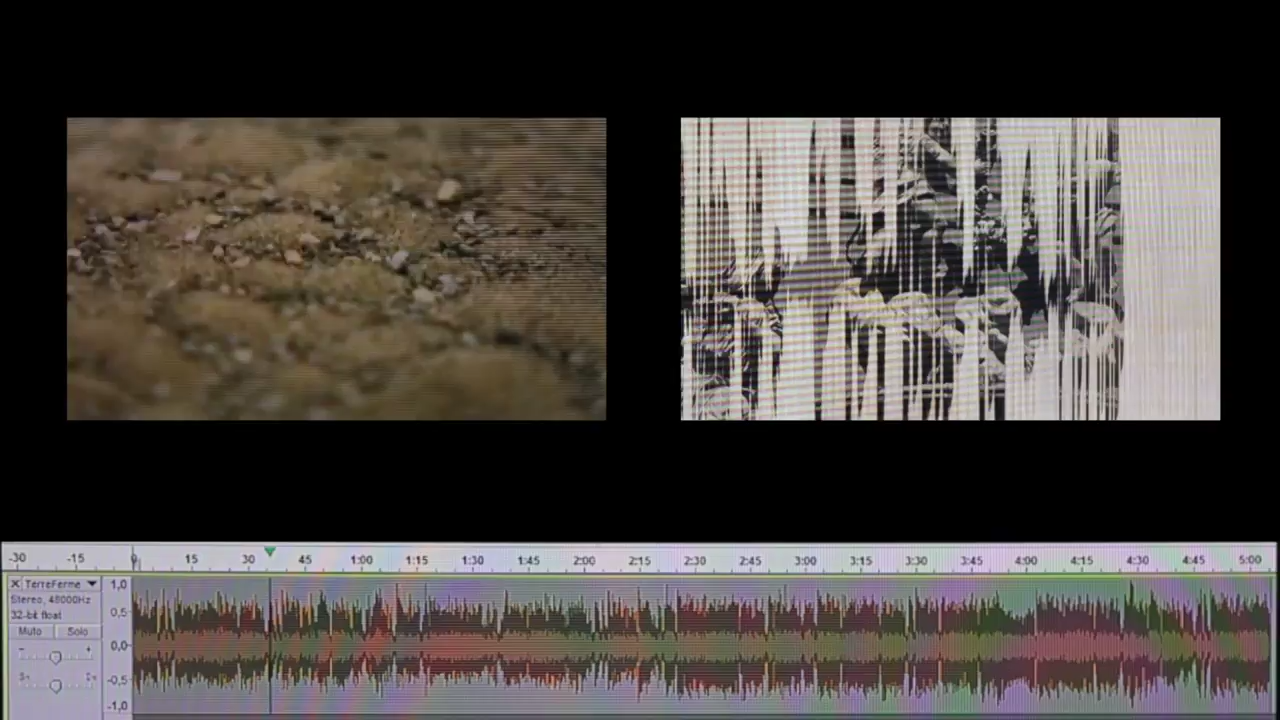 -30 -15 0 15 30 45 1:00 1:15 1:30 1:45 2:00 2:15 2:30 2:45 3:00 3:15 3:30 3:45 4:00 4:15 4:30 4:45 5:00
X TerreFerme ▼
Stereo, 48000Hz
32-bit float
Muto Solo
- +
1,0
0,5
0,0
-0,5
-1,0